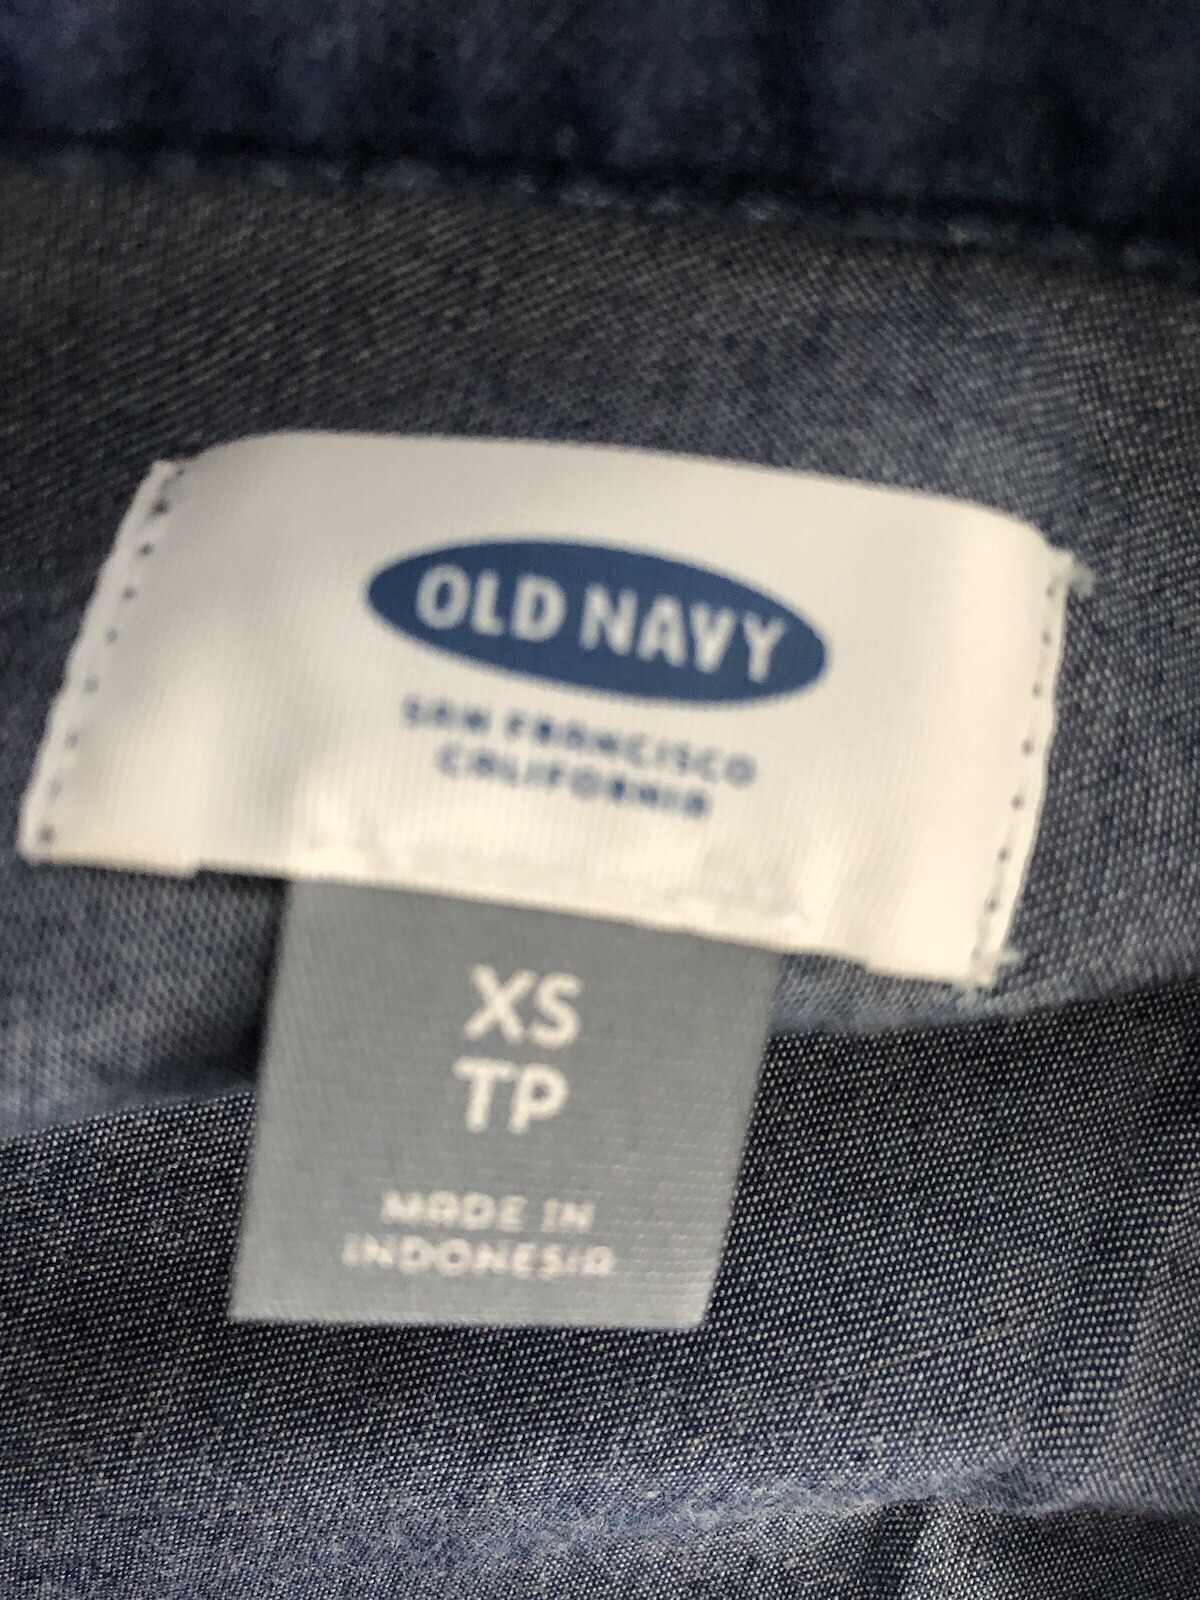 OLD NAVY
SAN FRANCISCO
CALIFORNIA
XS
TP
MADE IN
INDONESIA